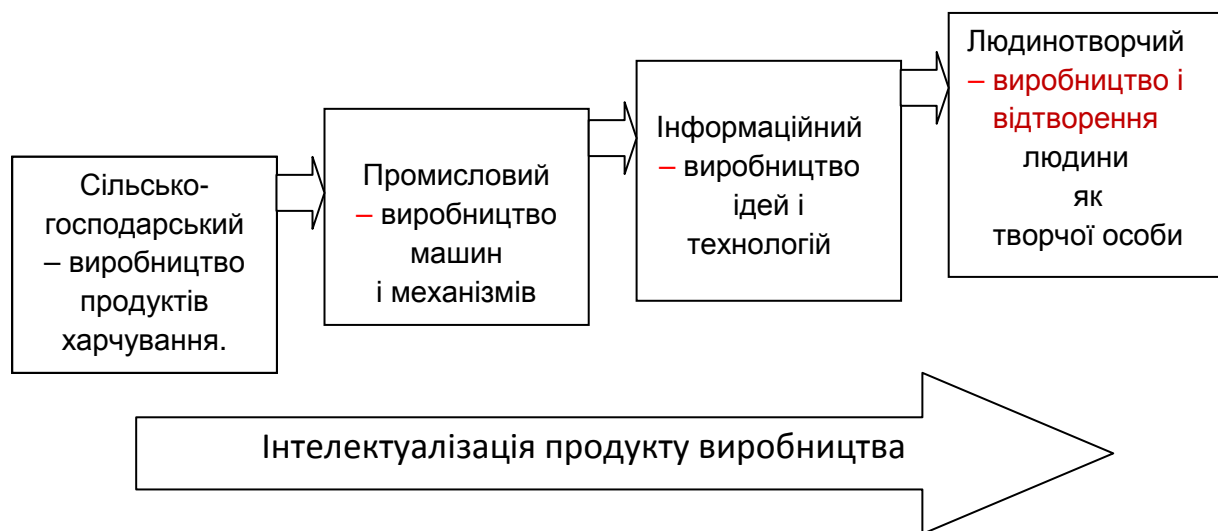 Сільсько-
господарський
– виробництво
продуктів
харчування.
Промисловий
– виробництво
машин
і механізмів
Інформаційний
– виробництво
ідей і
технологій
Людинотворчий
– виробництво і
відтворення
людини
як
творчої особи
Інтелектуалізація продукту виробництва